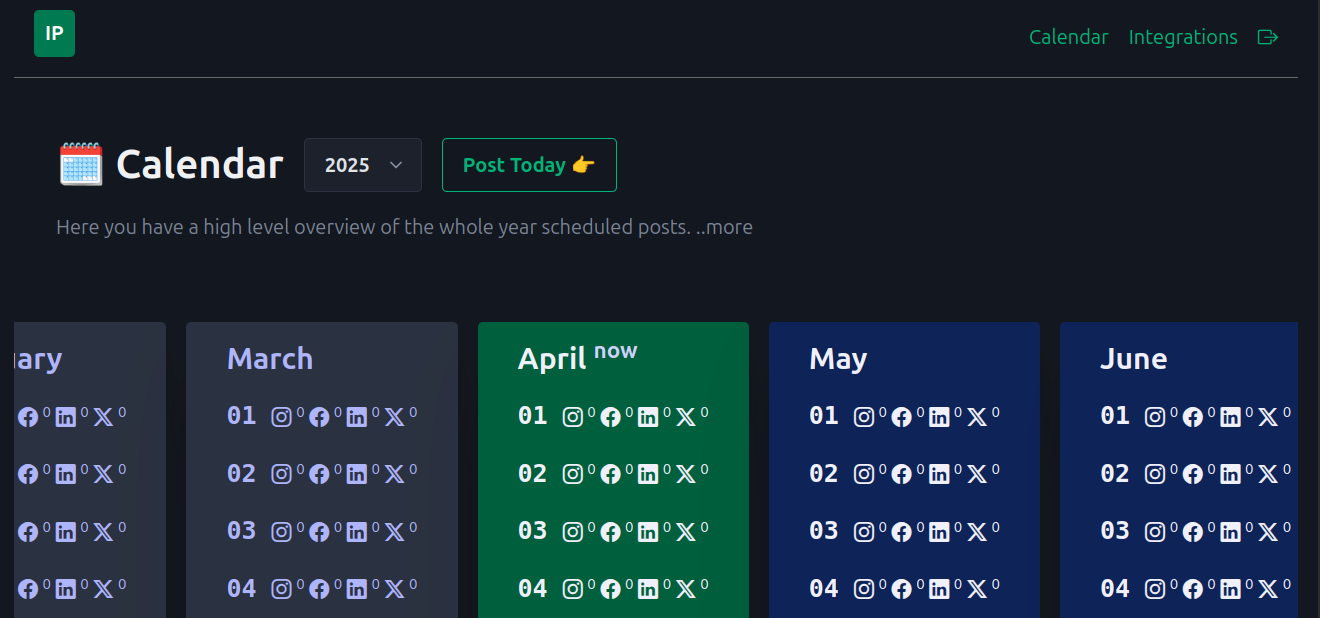 IP
Calendar Integrations
Calendar 2025 Post Today 👉
Here you have a high level overview of the whole year scheduled posts. ..more
ary March April now May June
0 0 0 01 0 0 0 0 01 0 0 0 0 01 0 0 0 0 01 0 0 0 0
0 0 0 02 0 0 0 0 02 0 0 0 0 02 0 0 0 0 02 0 0 0 0
0 0 0 03 0 0 0 0 03 0 0 0 0 03 0 0 0 0 03 0 0 0 0
0 0 0 04 0 0 0 0 04 0 0 0 0 04 0 0 0 0 04 0 0 0 0